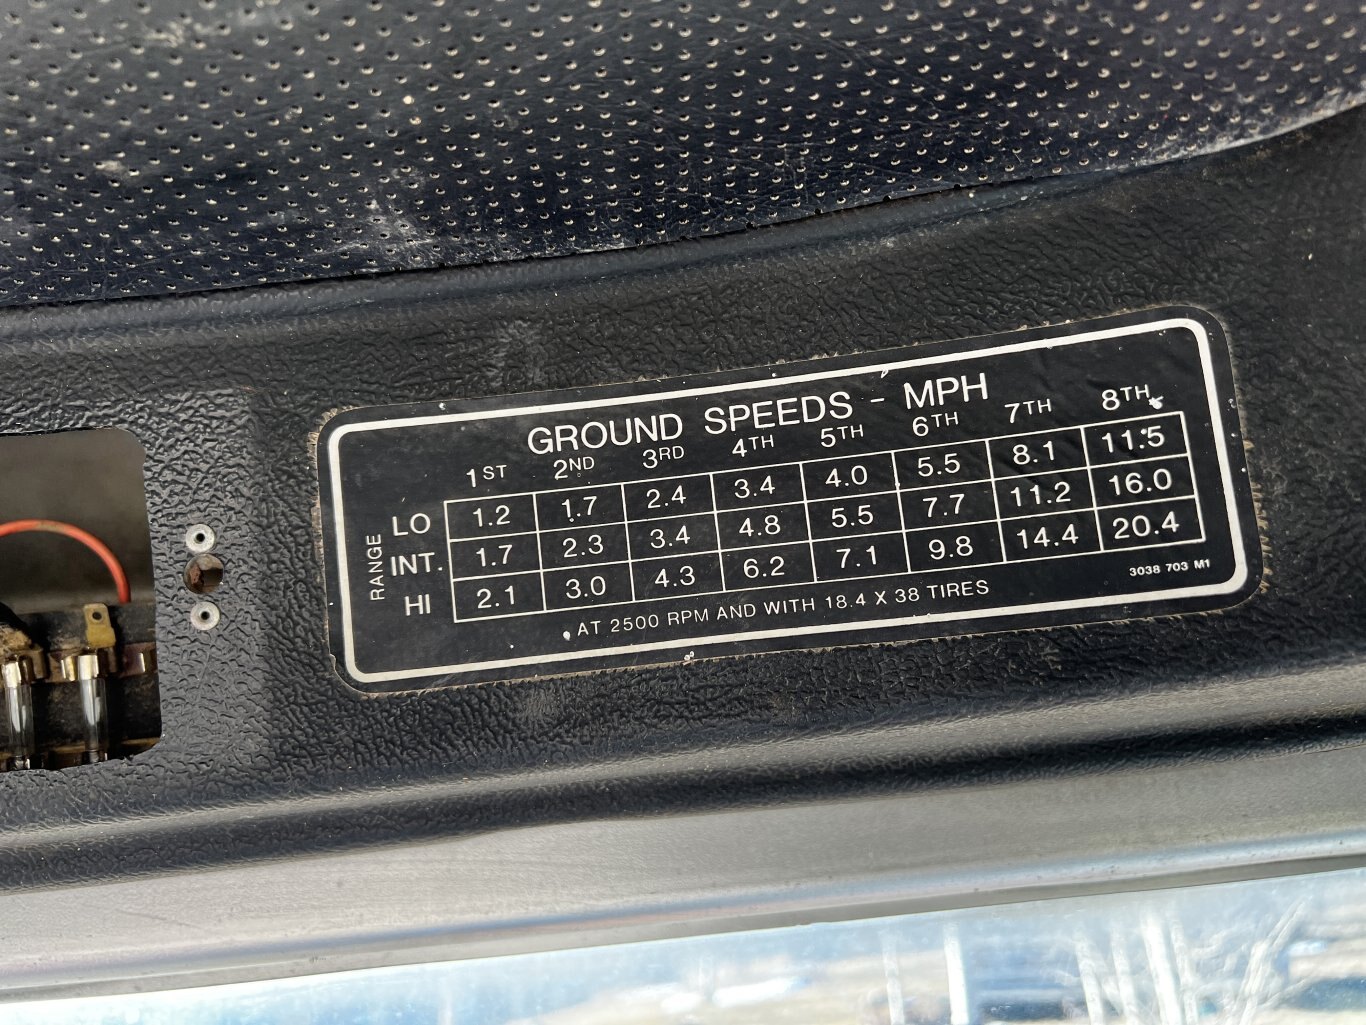 GROUND SPEEDS - MPH
1ST 2ND 3RD 4TH 5TH 6TH 7TH 8TH
RANGE
LO 1.2 1.7 2.4 3.4 4.0 5.5 8.1 11.5
INT. 1.7 2.3 3.4 4.8 5.5 7.7 11.2 16.0
HI 2.1 3.0 4.3 6.2 7.1 9.8 14.4 20.4
AT 2500 RPM AND WITH 18.4 X 38 TIRES
3038 703 M1